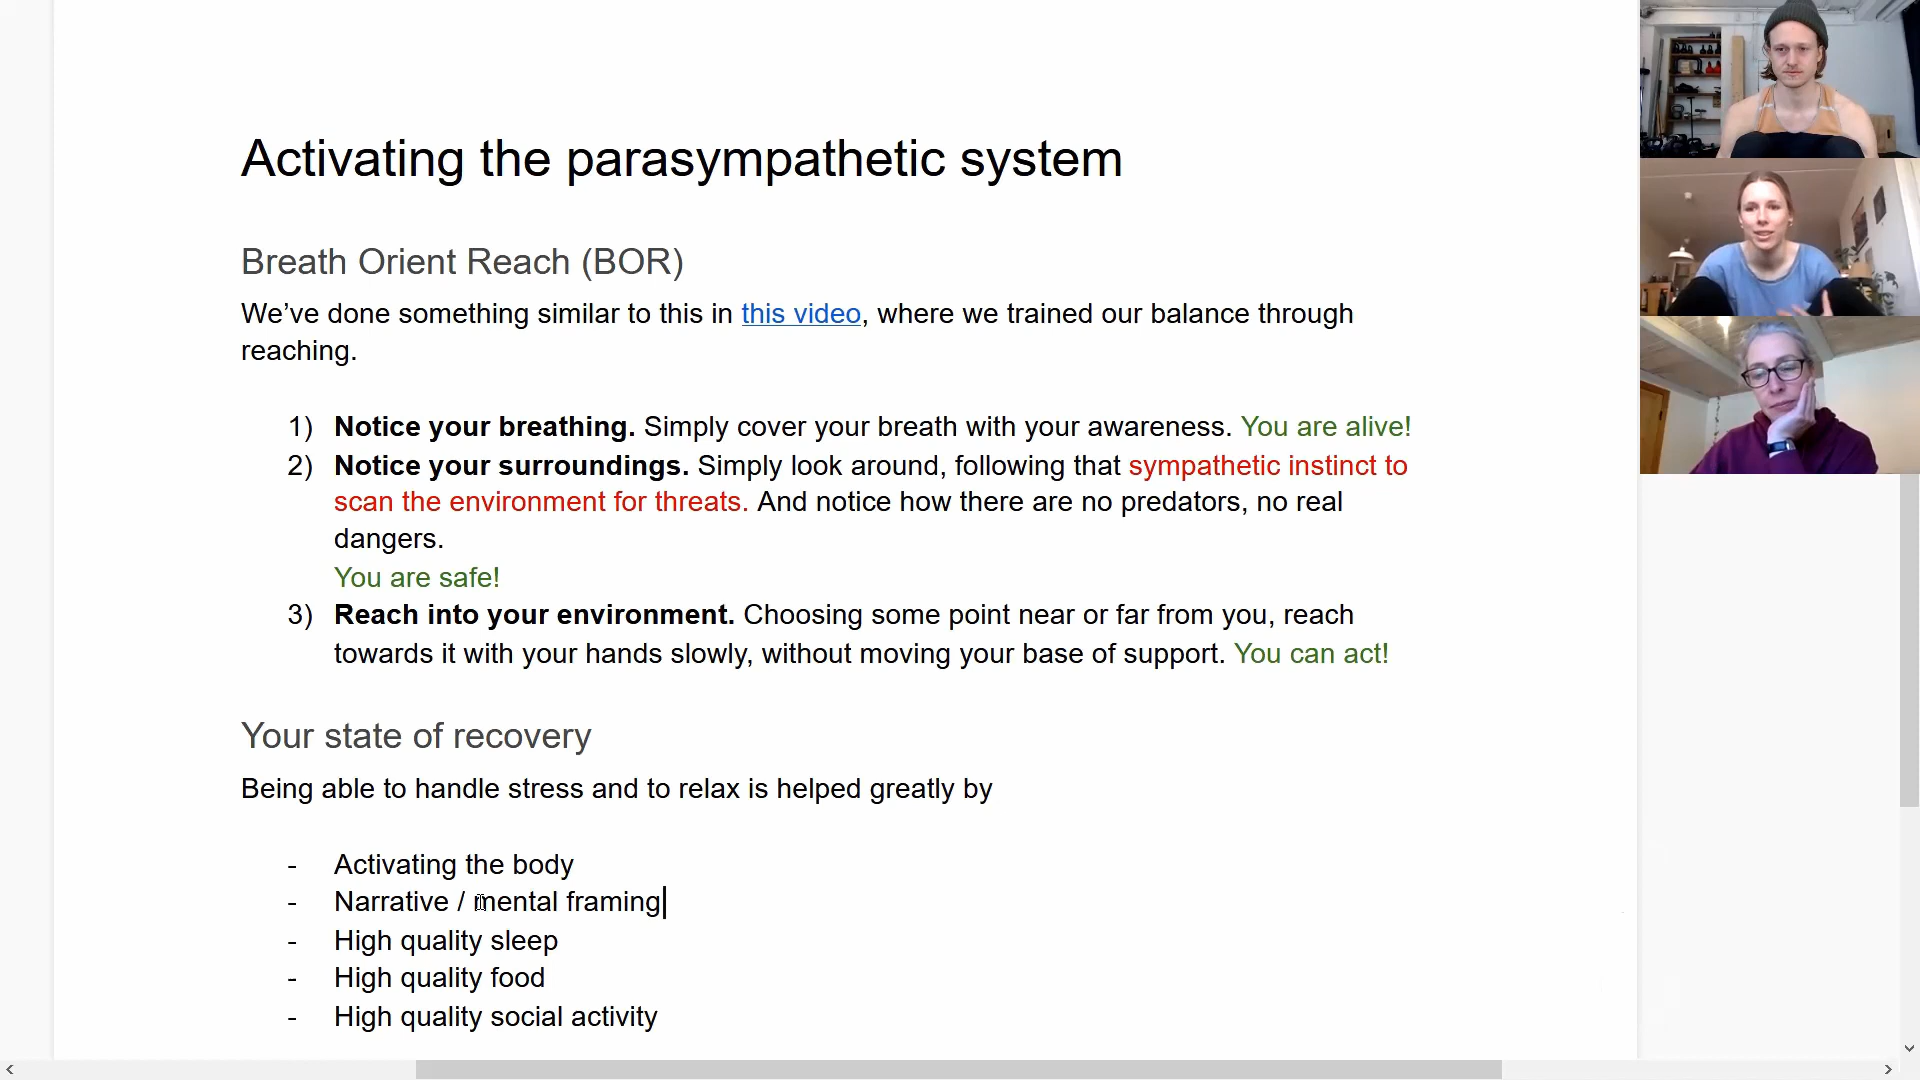 Activating the parasympathetic system
Breath Orient Reach (BOR)
We’ve done something similar to this in this video, where we trained our balance through
reaching.
1) Notice your breathing. Simply cover your breath with your awareness. You are alive!
2) Notice your surroundings. Simply look around, following that sympathetic instinct to
scan the environment for threats. And notice how there are no predators, no real
dangers.
You are safe!
3) Reach into your environment. Choosing some point near or far from you, reach
towards it with your hands slowly, without moving your base of support. You can act!
Your state of recovery
Being able to handle stress and to relax is helped greatly by
- Activating the body
- Narrative / mental framing
- High quality sleep
- High quality food
- High quality social activity